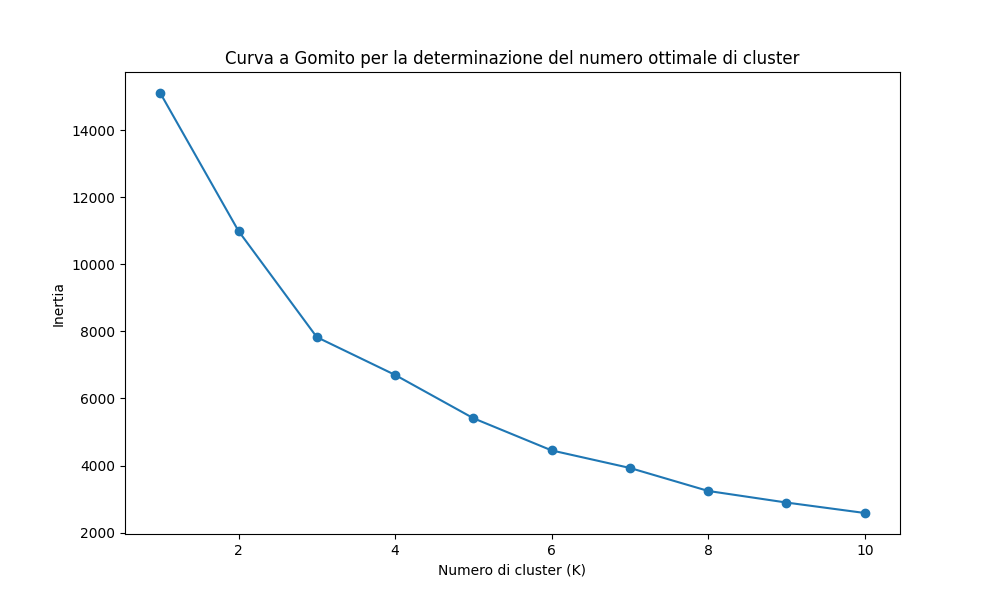 Curva a Gomito per la determinazione del numero ottimale di cluster
14000
12000
10000
8000
6000
4000
2000
Inertia
2 4 6 8 10
Numero di cluster (K)